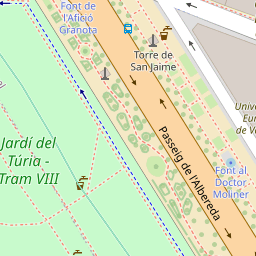 Font de
l'Afició
Granota
Torre de
San Jaime
Jardí del
Túria -
Tram VIII
Passeig de l'Albereda
Font al
Doctor
Moliner